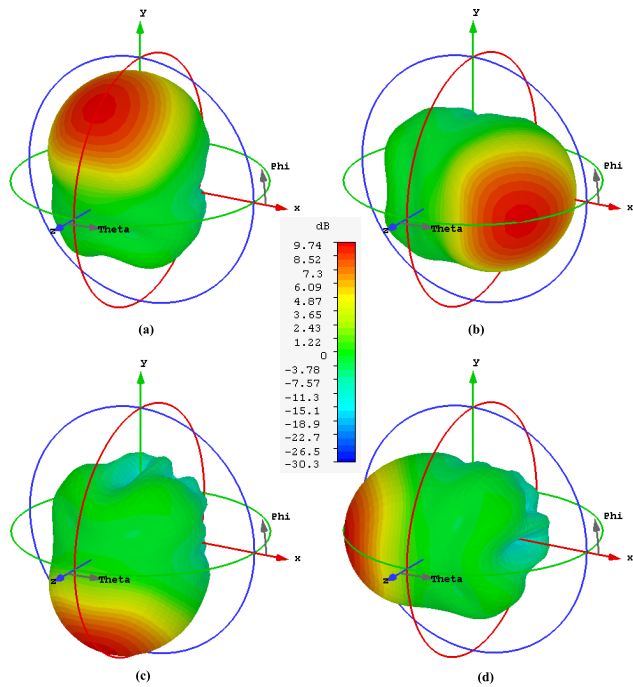 y
y
Phi
Phi
x
x
z
Theta
z
Theta
dB
9.74
8.52
7.3
6.09
4.87
3.65
2.43
1.22
0
-3.78
-7.57
-11.3
-15.1
-18.9
-22.7
-26.5
-30.3
(a)
(b)
y
y
Phi
Phi
x
x
z
Theta
z
Theta
(c)
(d)